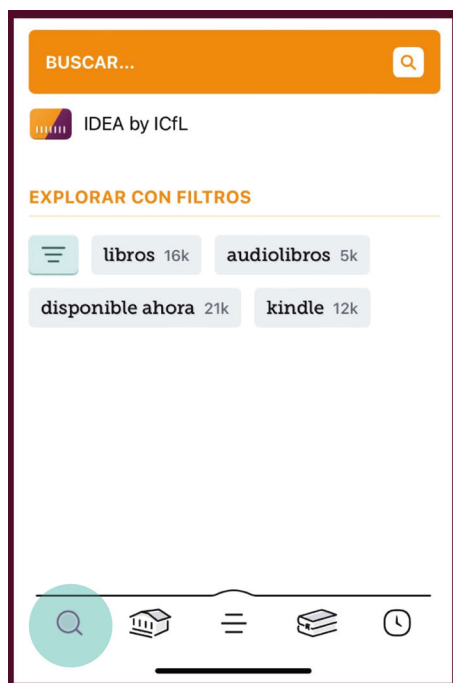 BUSCAR...
IDEA by ICfL
EXPLORAR CON FILTROS
libros 16k audiolibros 5k
disponible ahora 21k kindle 12k